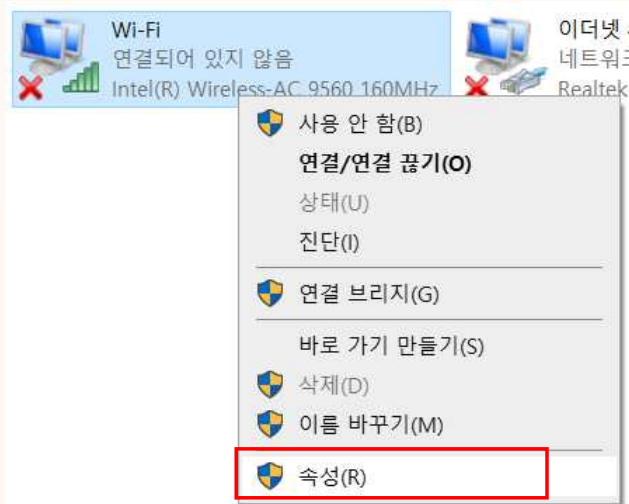 Wi-Fi
연결되어 있지 않음
Intel(R) Wireless-AC 9560 160MHz
이더넷
네트워크
Realtek
사용 안 함(B)
연결/연결 끊기(O)
상태(U)
진단(I)
연결 브리지(G)
바로 가기 만들기(S)
삭제(D)
이름 바꾸기(M)
속성(R)